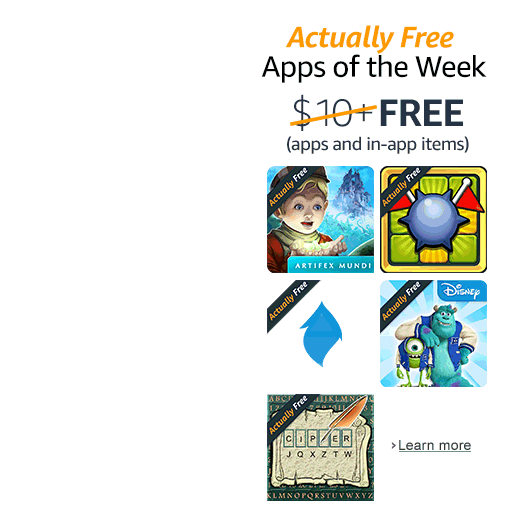 Actually Free
Apps of the Week
$10+ FREE
(apps and in-app items)
Actually Free
ARTIFEX MUNDI
Actually Free
Actually Free
Actually Free
Disney
Actually Free
CIPHER
JQXZTW
KLMNOPQRSTUVWXYZ
›Learn more